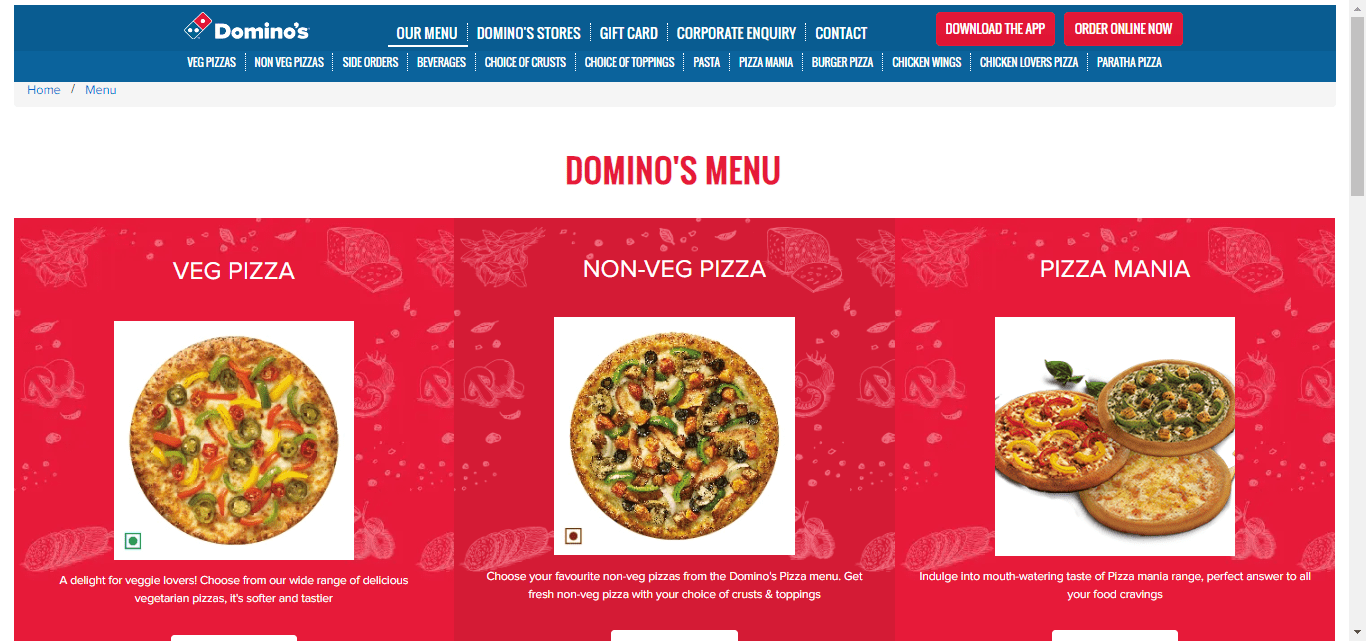 Domino's
OUR MENU
DOMINO'S STORES
GIFT CARD
CORPORATE ENQUIRY
CONTACT
DOWNLOAD THE APP
ORDER ONLINE NOW
VEG PIZZAS
NON VEG PIZZAS
SIDE ORDERS
BEVERAGES
CHOICE OF CRUSTS
CHOICE OF TOPPINGS
PASTA
PIZZA MANIA
BURGER PIZZA
CHICKEN WINGS
CHICKEN LOVERS PIZZA
PARATHA PIZZA
Home / Menu
DOMINO'S MENU
VEG PIZZA
A delight for veggie lovers! Choose from our wide range of delicious
vegetarian pizzas, it's softer and tastier
NON-VEG PIZZA
Choose your favourite non-veg pizzas from the Domino's Pizza menu. Get
fresh non-veg pizza with your choice of crusts & toppings
PIZZA MANIA
Indulge into mouth-watering taste of Pizza mania range, perfect answer to all
your food cravings